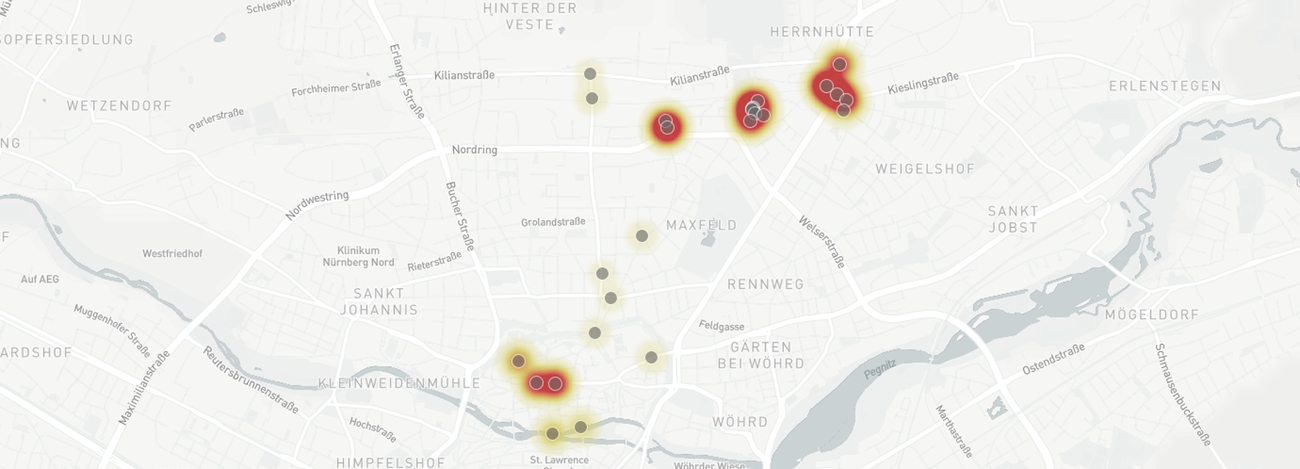 Schleswig
HINTER DER
VESTE
HERRNHÜTTE
OPFERSIEDLUNG
Erlanger Straße
Kilianstraße
Kilianstraße
Kieslingstraße
ERLENSTEGEN
Forchheimer Straße
WETZENDORF
Parlerstraße
NG
Nordring
WEIGELSHOF
Nordwestring
Bucher Straße
Grolandstraße
MAXFELD
SANKT
JOBST
Welserstraße
F
Westfriedhof
Klinikum
Nürnberg Nord
Rieterstraße
Auf AEG
SANKT
JOHANNIS
RENNWEG
MÖGELDORF
Muggenhofer Straße
Feldgasse
GÄRTEN
BEI WÖHRD
ARDSHOF
Reutersbrunnenstraße
Maximilianstraße
KLEINWEIDENMÜHLE
Pegnitz
Ostendstraße
Schmausenbuckstraße
Hochstraße
WÖHRD
Marthastraße
HIMPFELSHOF
St. Lawrence
Wöhrder Wiese